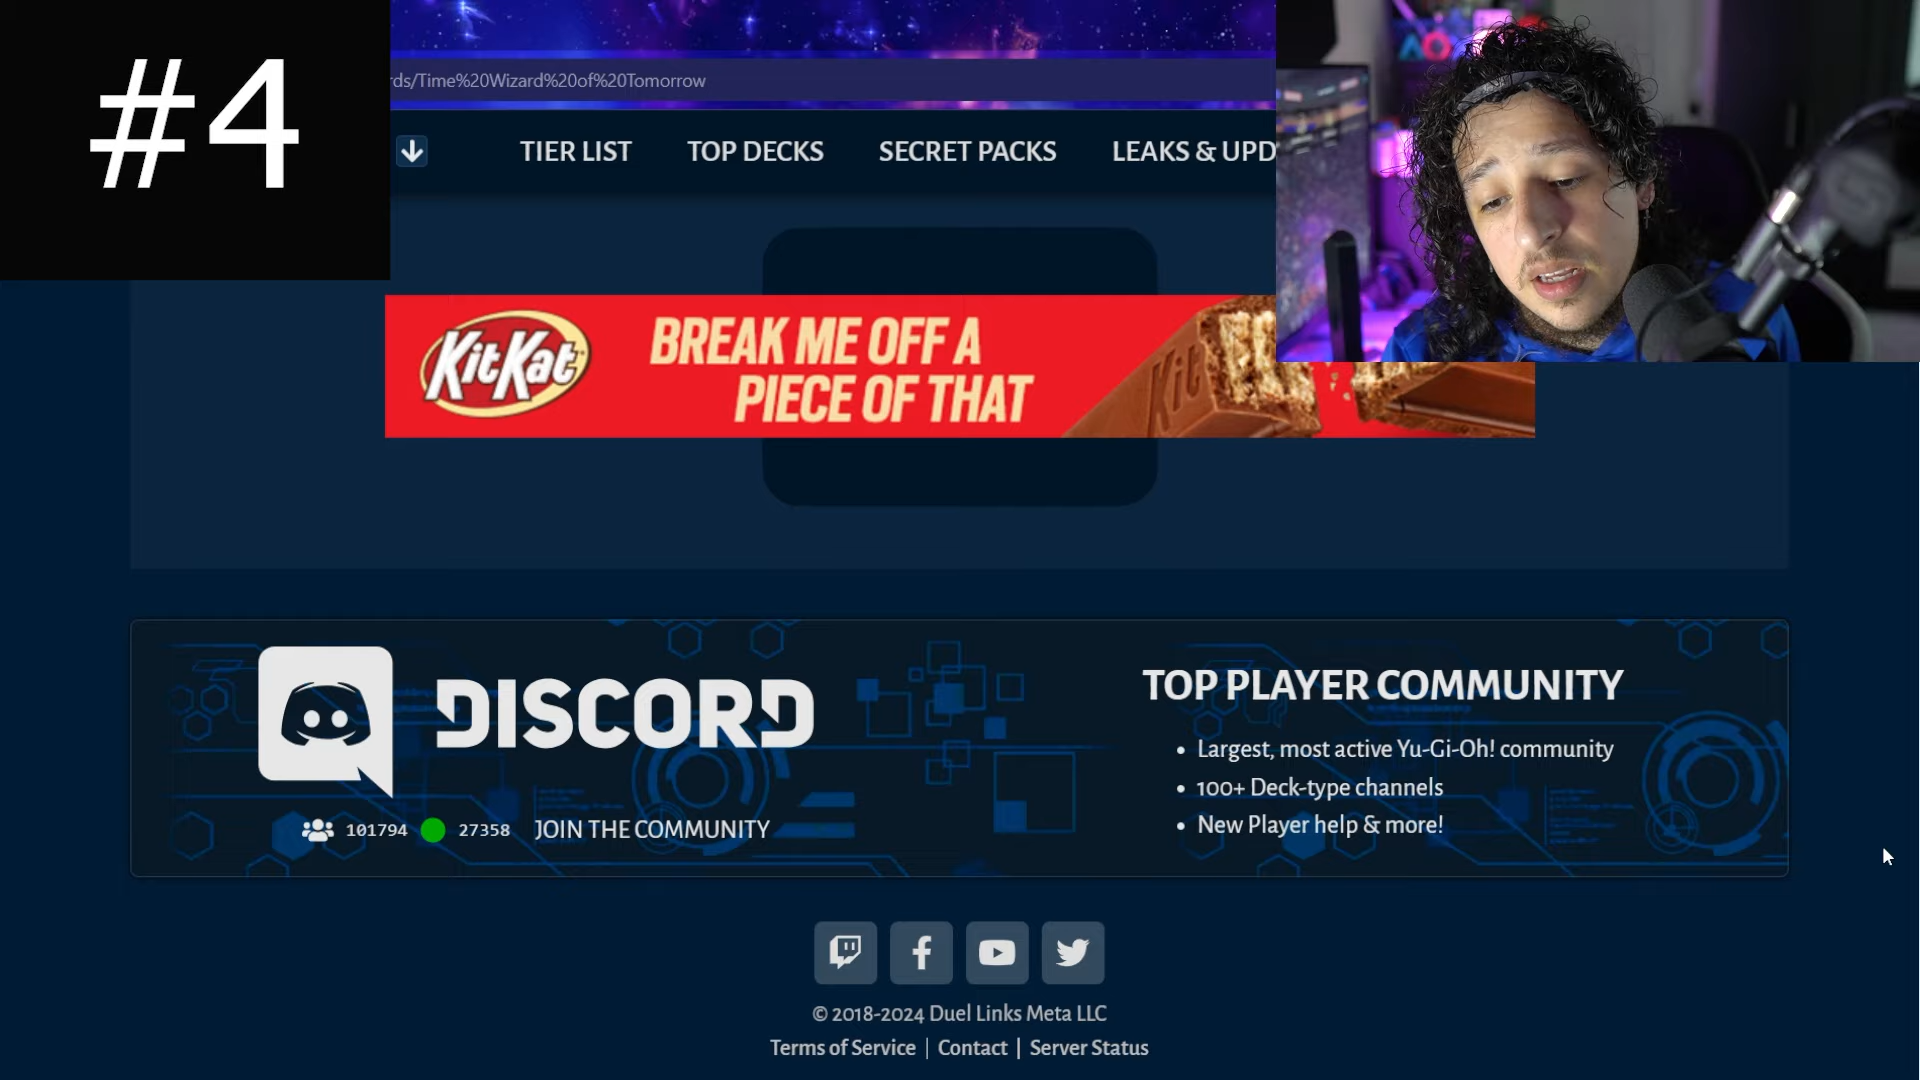 #4
rds/Time%20Wizard%20of%20Tomorrow
TIER LIST
TOP DECKS
SECRET PACKS
LEAKS & UPD
KitKat
BREAK ME OFF A
PIECE OF THAT
Kit
DISCORD
101794
27358
JOIN THE COMMUNITY
TOP PLAYER COMMUNITY
• Largest, most active Yu-Gi-Oh! community
• 100+ Deck-type channels
• New Player help & more!
© 2018-2024 Duel Links Meta LLC
Terms of Service | Contact | Server Status